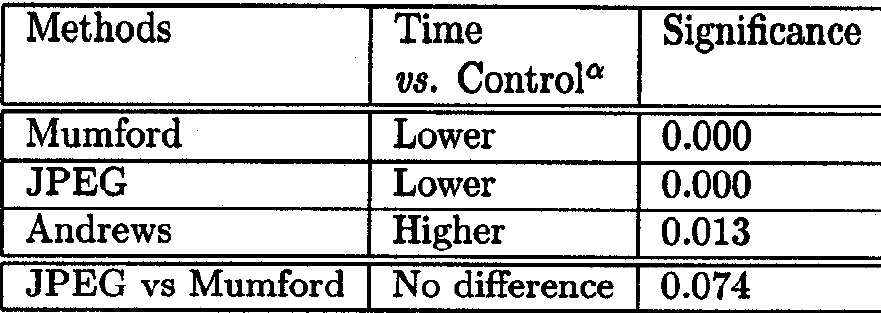 Methods Time Significance
vs. Control^α
Mumford Lower 0.000
JPEG Lower 0.000
Andrews Higher 0.013
JPEG vs Mumford No difference 0.074